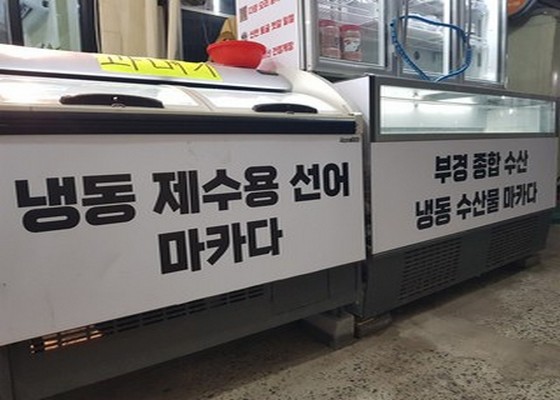 냉동 제수용 선어
마카다
부경 종합 수산
냉동 수산물 마카다